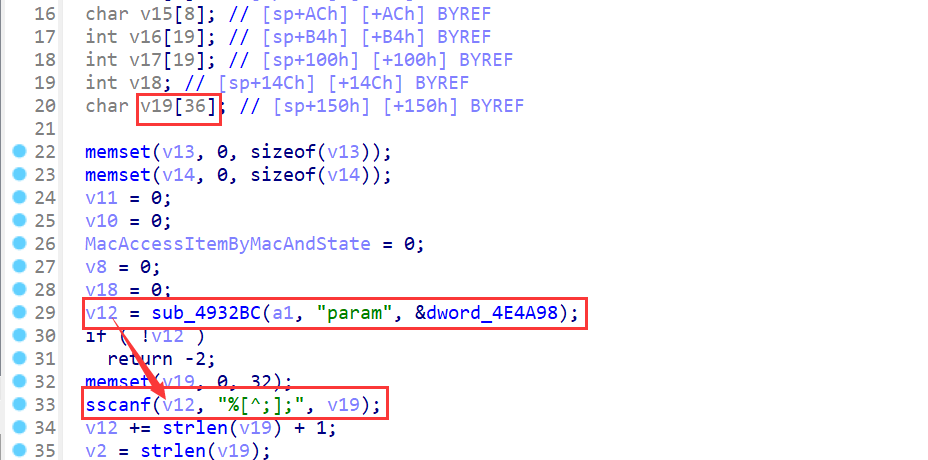 16 char v15[8]; // [sp+ACh] [+ACh] BYREF
17 int v16[19]; // [sp+B4h] [+B4h] BYREF
18 int v17[19]; // [sp+100h] [+100h] BYREF
19 int v18; // [sp+14Ch] [+14Ch] BYREF
20 char v19[36]; // [sp+150h] [+150h] BYREF
21
22 memset(v13, 0, sizeof(v13));
23 memset(v14, 0, sizeof(v14));
24 v11 = 0;
25 v10 = 0;
26 MacAccessItemByMacAndState = 0;
27 v8 = 0;
28 v18 = 0;
29 v12 = sub_4932BC(a1, "param", &dword_4E4A98);
30 if ( !v12 )
31 return -2;
32 memset(v19, 0, 32);
33 sscanf(v12, "%[^;];", v19);
34 v12 += strlen(v19) + 1;
35 v2 = strlen(v19);